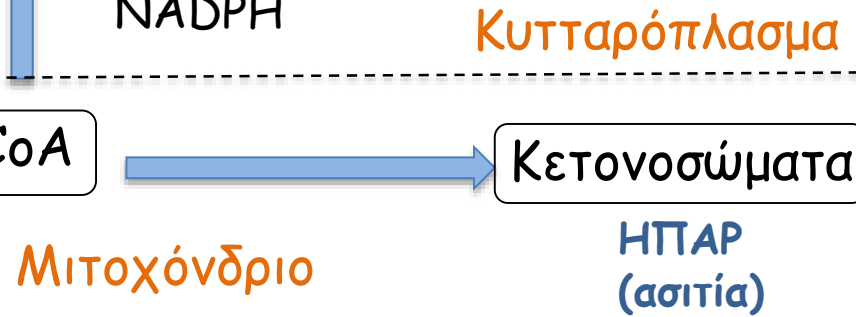 NADPH
Κυτταρόπλασμα
CoA
Κετονοσώματα
Μιτοχόνδριο
ΗΠΑΡ
(ασιτία)